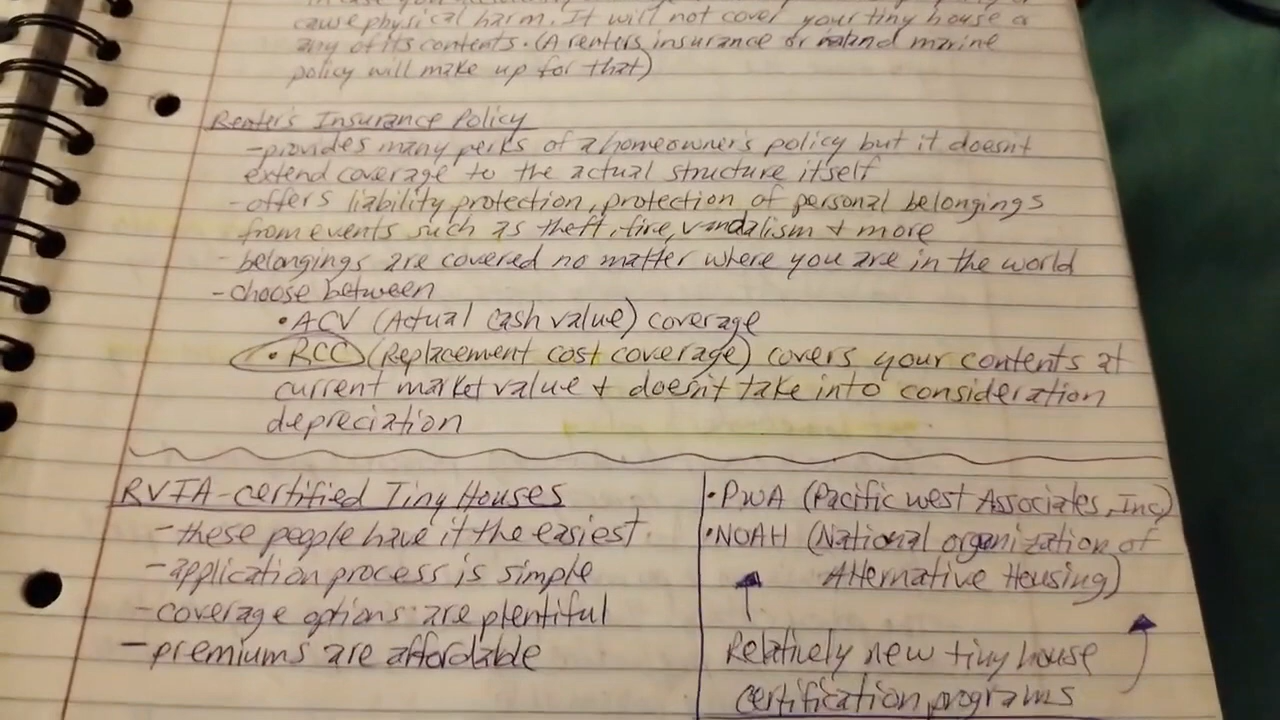 cause physical harm. It will not cover your tiny house or
any of its contents. (A renters insurance or inland marine
policy will make up for that)
Renter's Insurance Policy
-provides many perks of a homeowner's policy but it doesn't
extend coverage to the actual structure itself
-offers liability protection, protection of personal belongings
from events such as theft, fire, vandalism + more
- belongings are covered no matter where you are in the world
- choose between
• ACV (Actual cash value) coverage
• RCC (Replacement cost coverage) covers your contents at
current market value + doesn't take into consideration
depreciation
RVIA-certified Tiny Houses
- these people have it the easiest
- application process is simple
- coverage options are plentiful
- premiums are affordable
• PWA (Pacific west Associates, Inc)
• NOAH (National organization of
Alternative Housing)
Relatively new tiny house
certification programs